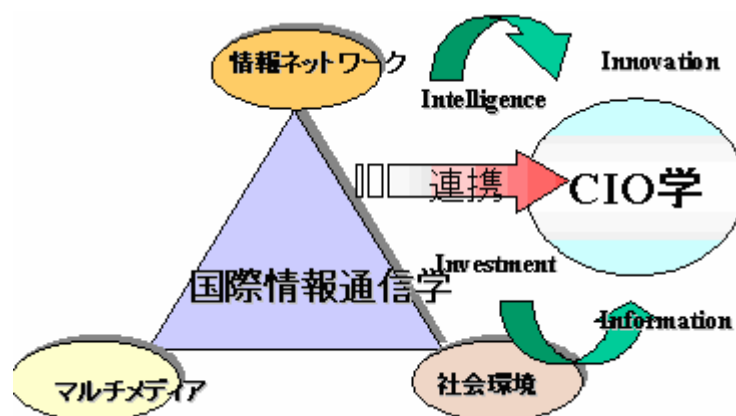 情報ネットワーク
Innovation
Intelligence
連携
CIO学
Investment
国際情報通信学
Information
マルチメディア
社会環境